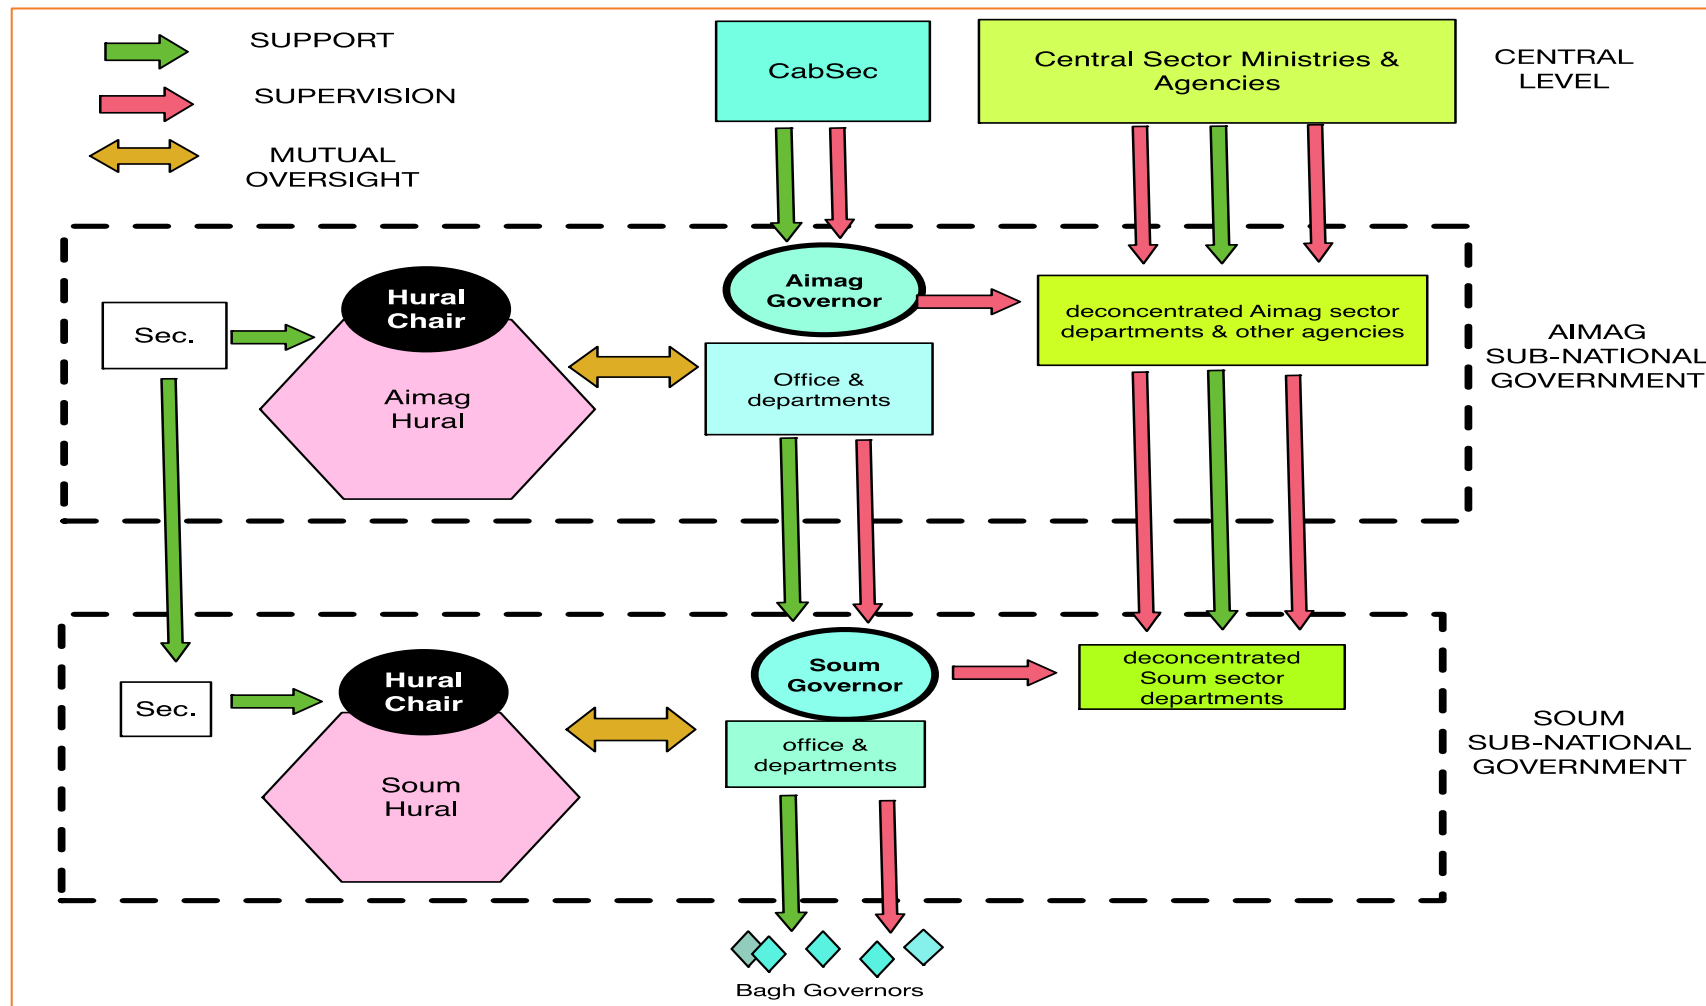 SUPPORT
SUPERVISION
MUTUAL
OVERSIGHT
CabSec
Central Sector Ministries &
Agencies
CENTRAL
LEVEL
Sec.
Hural
Chair
Aimag
Hural
Aimag
Governor
Office &
departments
deconcentrated Aimag sector
departments & other agencies
AIMAG
SUB-NATIONAL
GOVERNMENT
Sec.
Hural
Chair
Soum
Hural
Soum
Governor
office &
departments
deconcentrated
Soum sector
departments
SOUM
SUB-NATIONAL
GOVERNMENT
Bagh Governors